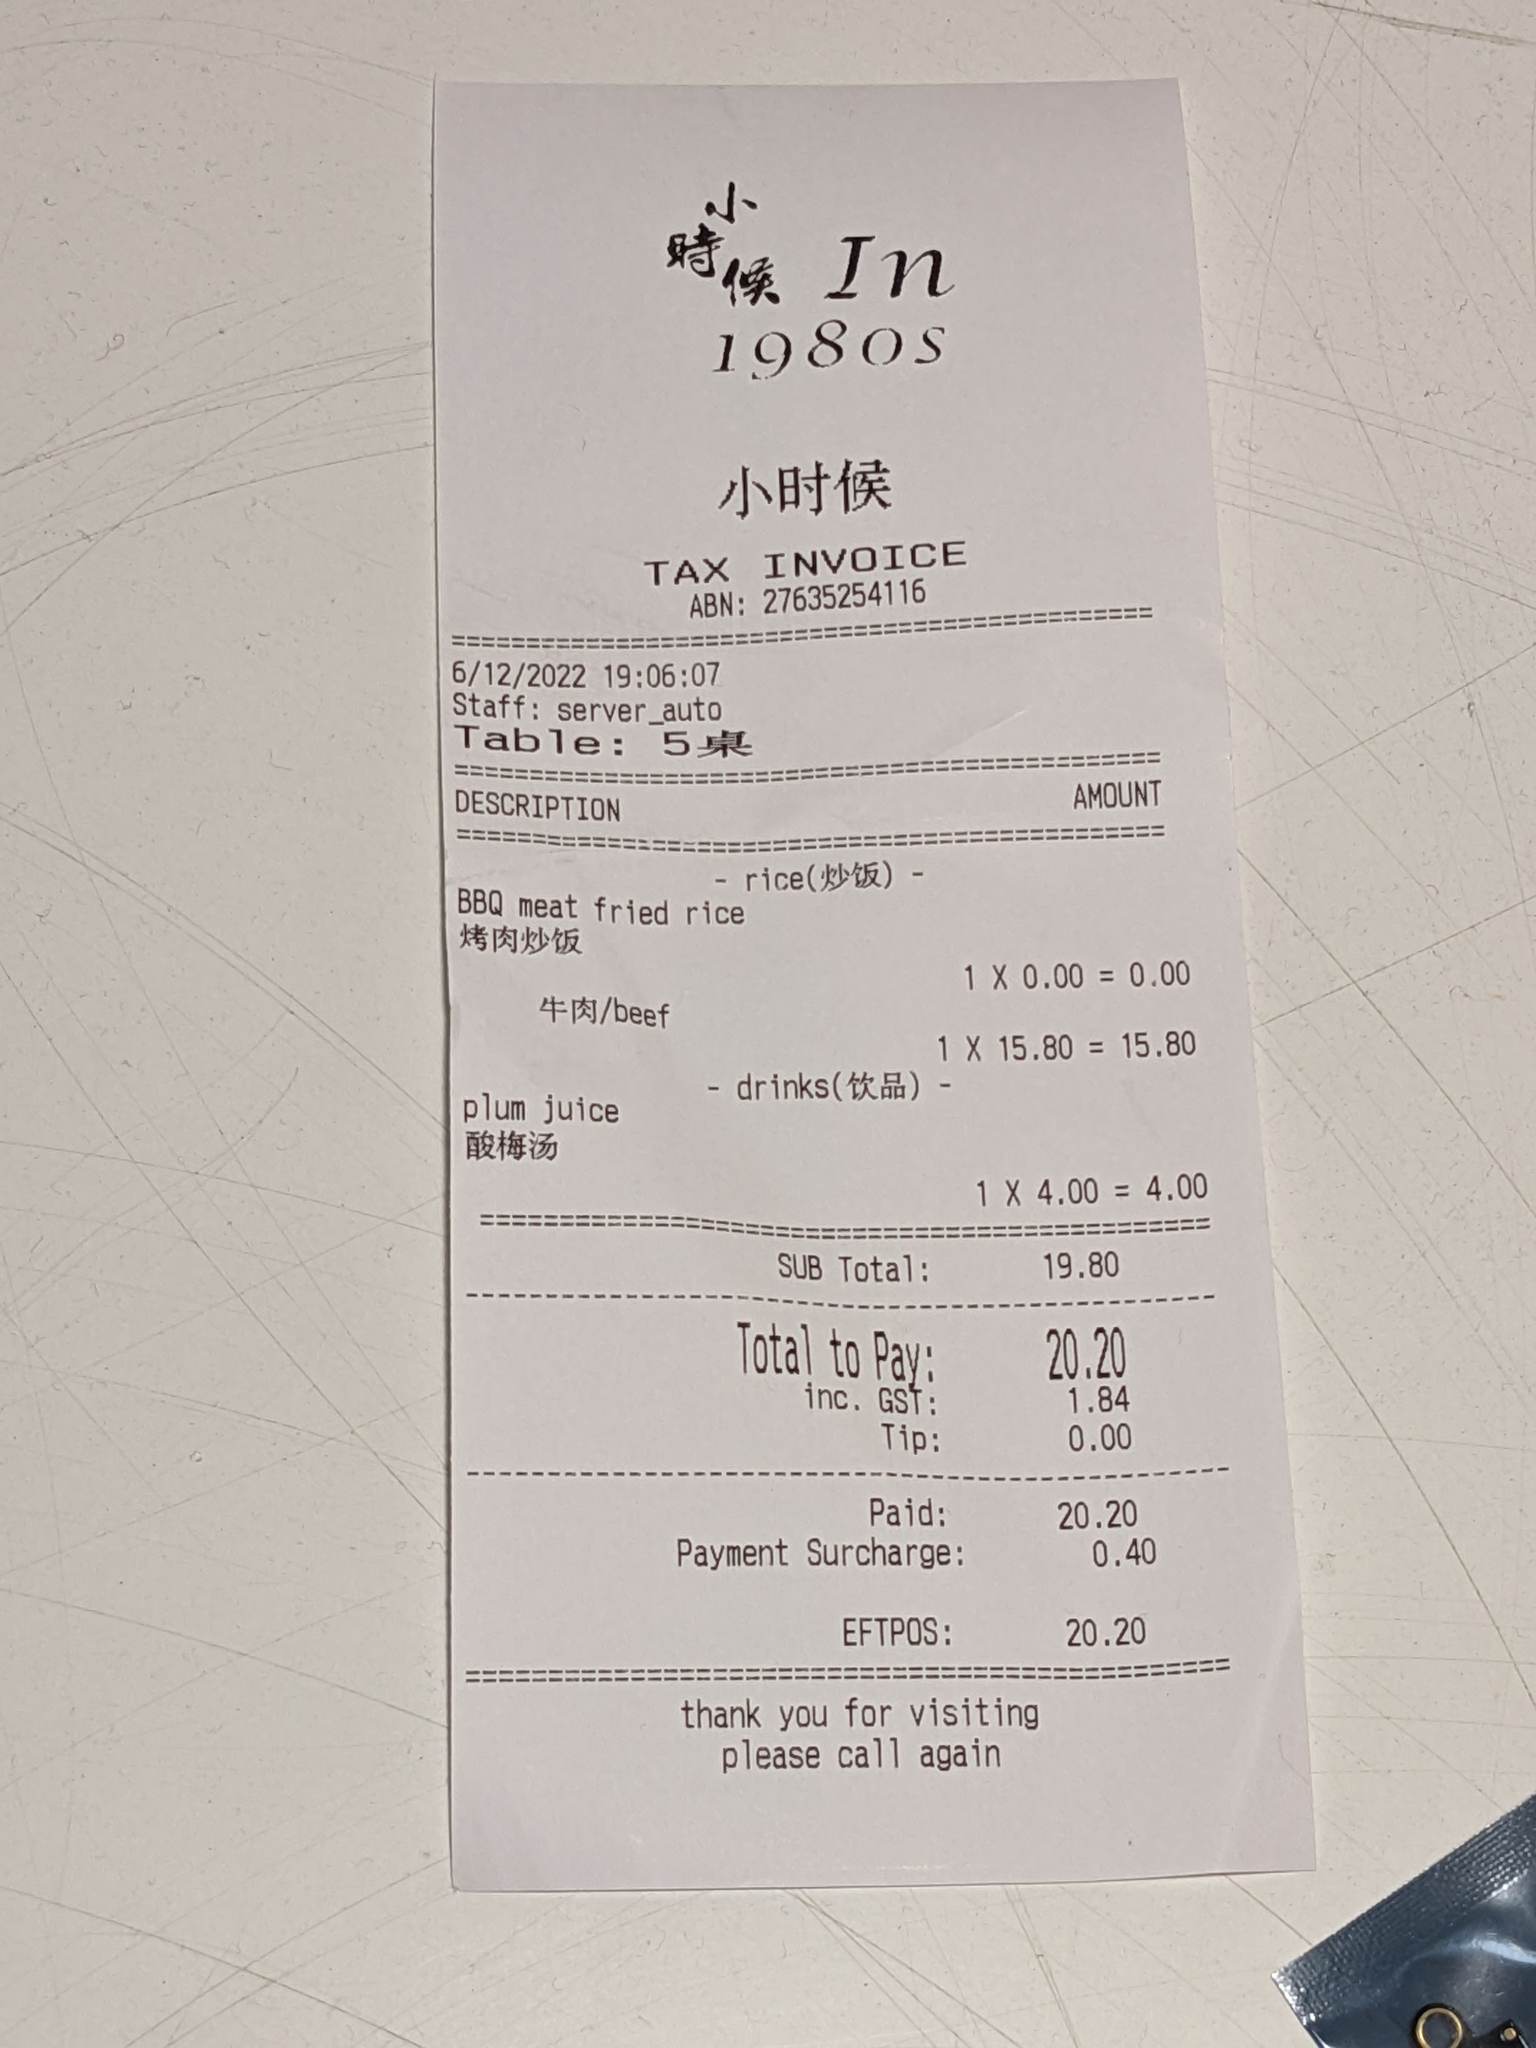 小
時
候 In
1980s
小时候
TAX INVOICE
ABN: 27635254116
==============================================
6/12/2022 19:06:07
Staff: server_auto
Table: 5桌
==============================================
DESCRIPTION AMOUNT
==============================================
- rice(炒饭) -
BBQ meat fried rice
烤肉炒饭
1 X 0.00 = 0.00
牛肉/beef
1 X 15.80 = 15.80
- drinks(饮品) -
plum juice
酸梅汤
1 X 4.00 = 4.00
==============================================
SUB Total: 19.80
----------------------------------------------
Total to Pay: 20.20
inc. GST: 1.84
Tip: 0.00
----------------------------------------------
Paid: 20.20
Payment Surcharge: 0.40
EFTPOS: 20.20
==============================================
thank you for visiting
please call again